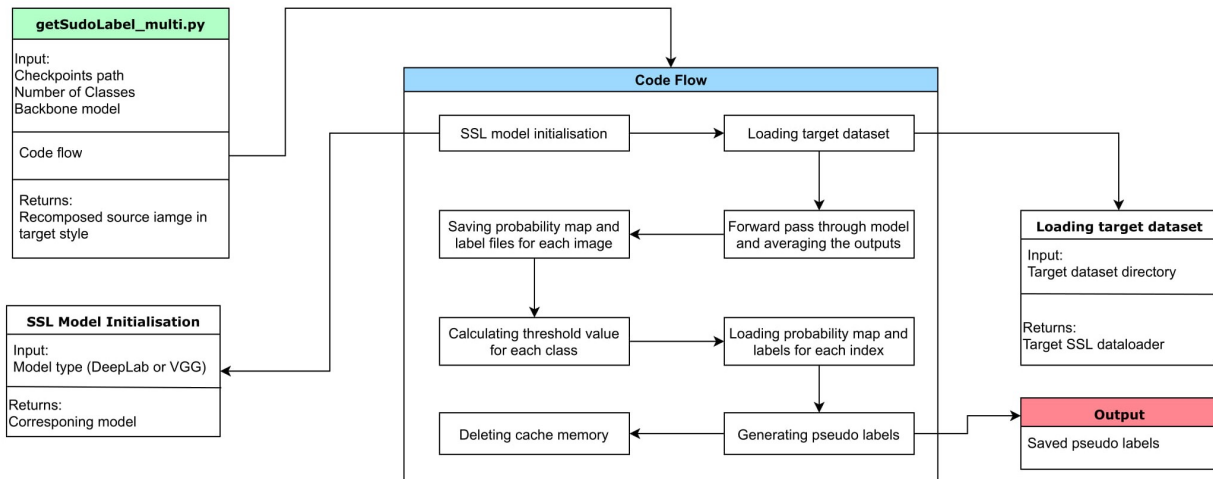 getSudoLabel_multi.py
Input:
Checkpoints path
Number of Classes
Backbone model
Code flow
Returns:
Recomposed source iamge in
target style
SSL Model Initialisation
Input:
Model type (DeepLab or VGG)
Returns:
Corresponing model
Code Flow
SSL model initialisation
Loading target dataset
Saving probability map and
label files for each image
Forward pass through model
and averaging the outputs
Calculating threshold value
for each class
Loading probability map and
labels for each index
Deleting cache memory
Generating pseudo labels
Loading target dataset
Input:
Target dataset directory
Returns:
Target SSL dataloader
Output
Saved pseudo labels